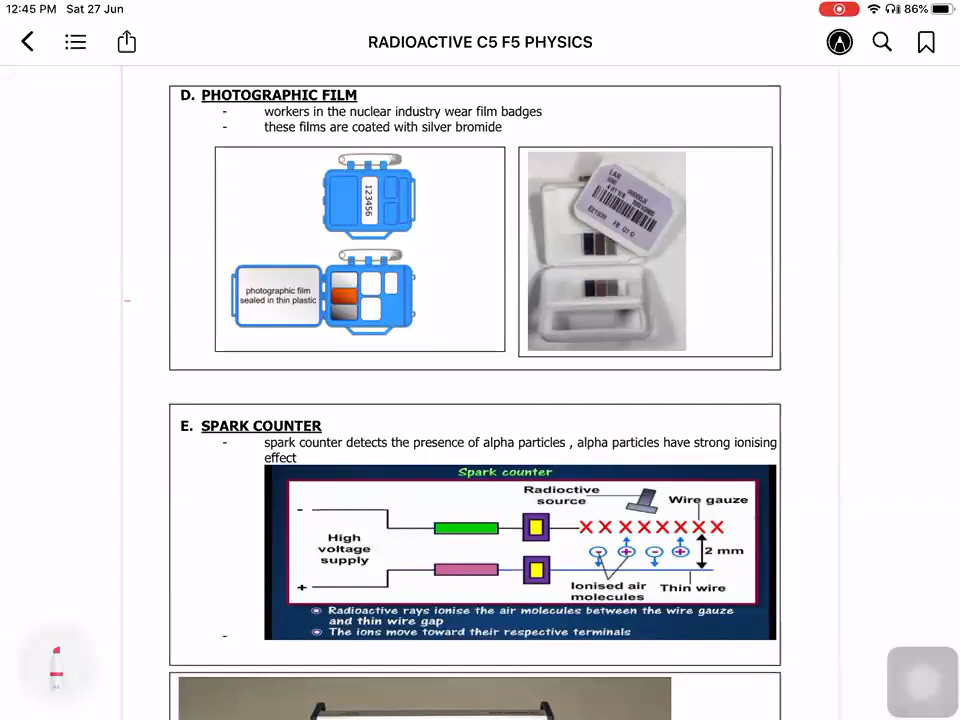 12:45 PM Sat 27 Jun
86%
RADIOACTIVE C5 F5 PHYSICS
D. PHOTOGRAPHIC FILM
- workers in the nuclear industry wear film badges
- these films are coated with silver bromide
123456
photographic film
sealed in thin plastic
LAR
E. SPARK COUNTER
- spark counter detects the presence of alpha particles , alpha particles have strong ionising
effect
Spark counter
Radioctive
source
Wire gauze
-
High
voltage
supply
+
2 mm
Ionised air
molecules
Thin wire
Radioactive rays ionise the air molecules between the wire gauze
and thin wire gap
The ions move toward their respective terminals
-